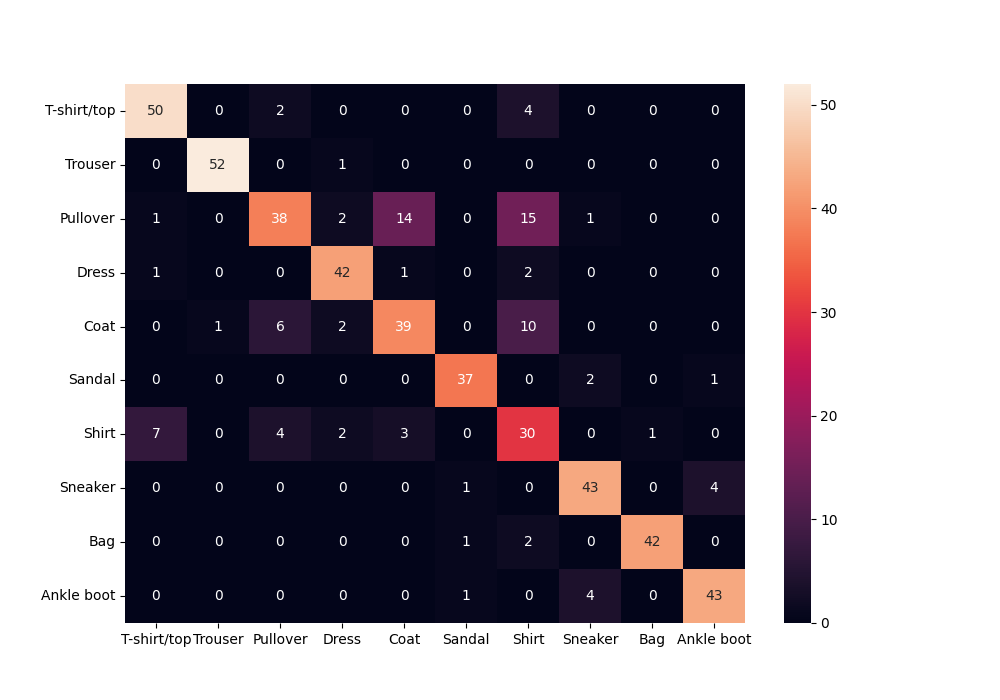 T-shirt/top 50 0 2 0 0 0 4 0 0 0
Trouser 0 52 0 1 0 0 0 0 0 0
Pullover 1 0 38 2 14 0 15 1 0 0
Dress 1 0 0 42 1 0 2 0 0 0
Coat 0 1 6 2 39 0 10 0 0 0
Sandal 0 0 0 0 0 37 0 2 0 1
Shirt 7 0 4 2 3 0 30 0 1 0
Sneaker 0 0 0 0 0 1 0 43 0 4
Bag 0 0 0 0 0 1 2 0 42 0
Ankle boot 0 0 0 0 0 1 0 4 0 43
T-shirt/top Trouser Pullover Dress Coat Sandal Shirt Sneaker Bag Ankle boot
50
40
30
20
10
0